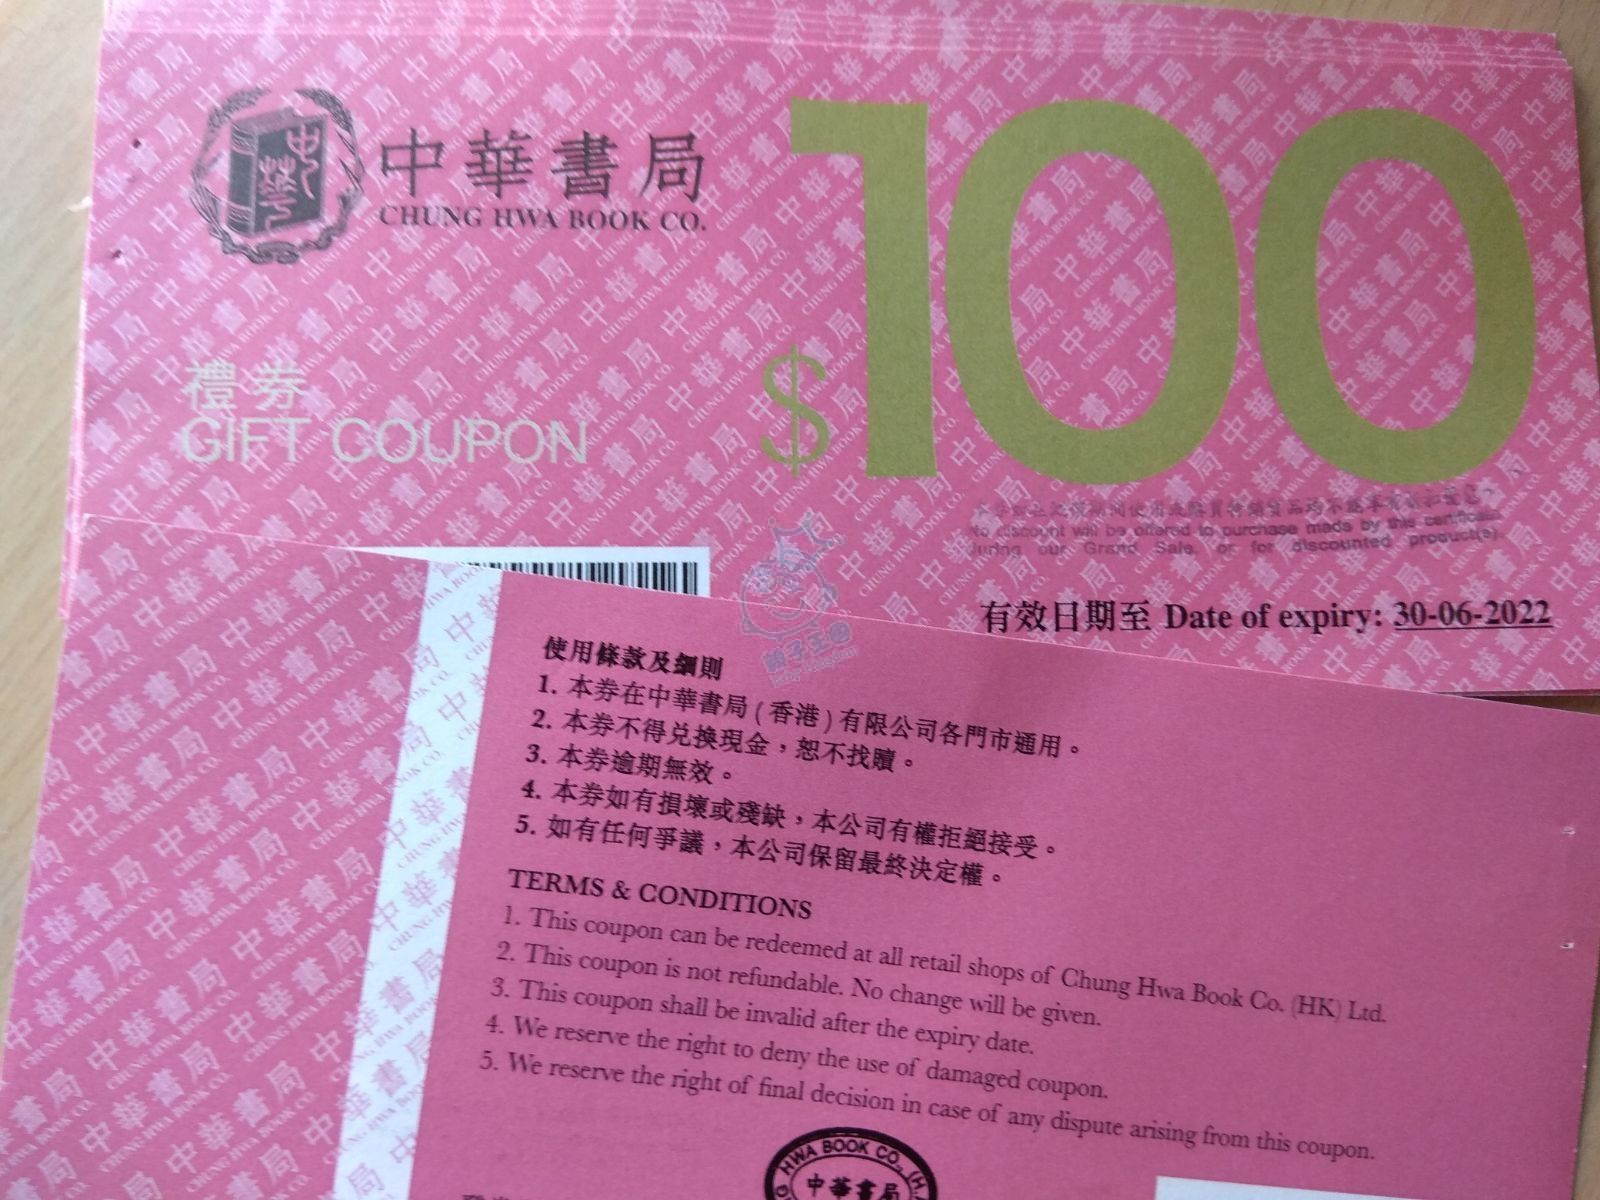 中華書局
CHUNG HWA BOOK CO.
禮券
GIFT COUPON
$100
No discount will be offered to purchase made by this certificate
during our Grand Sale, or for discounted product(s).
有效日期至 Date of expiry: 30-06-2022
使用條款及細則
1. 本券在中華書局(香港)有限公司各門市通用。
2. 本券不得兌換現金，恕不找贖。
3. 本券逾期無效。
4. 本券如有損壞或殘缺，本公司有權拒絕接受。
5. 如有任何爭議，本公司保留最終決定權。
TERMS & CONDITIONS
1. This coupon can be redeemed at all retail shops of Chung Hwa Book Co. (HK) Ltd.
2. This coupon is not refundable. No change will be given.
3. This coupon shall be invalid after the expiry date.
4. We reserve the right to deny the use of damaged coupon.
5. We reserve the right of final decision in case of any dispute arising from this coupon.
HWA BOOK CO., (H.
中華書局